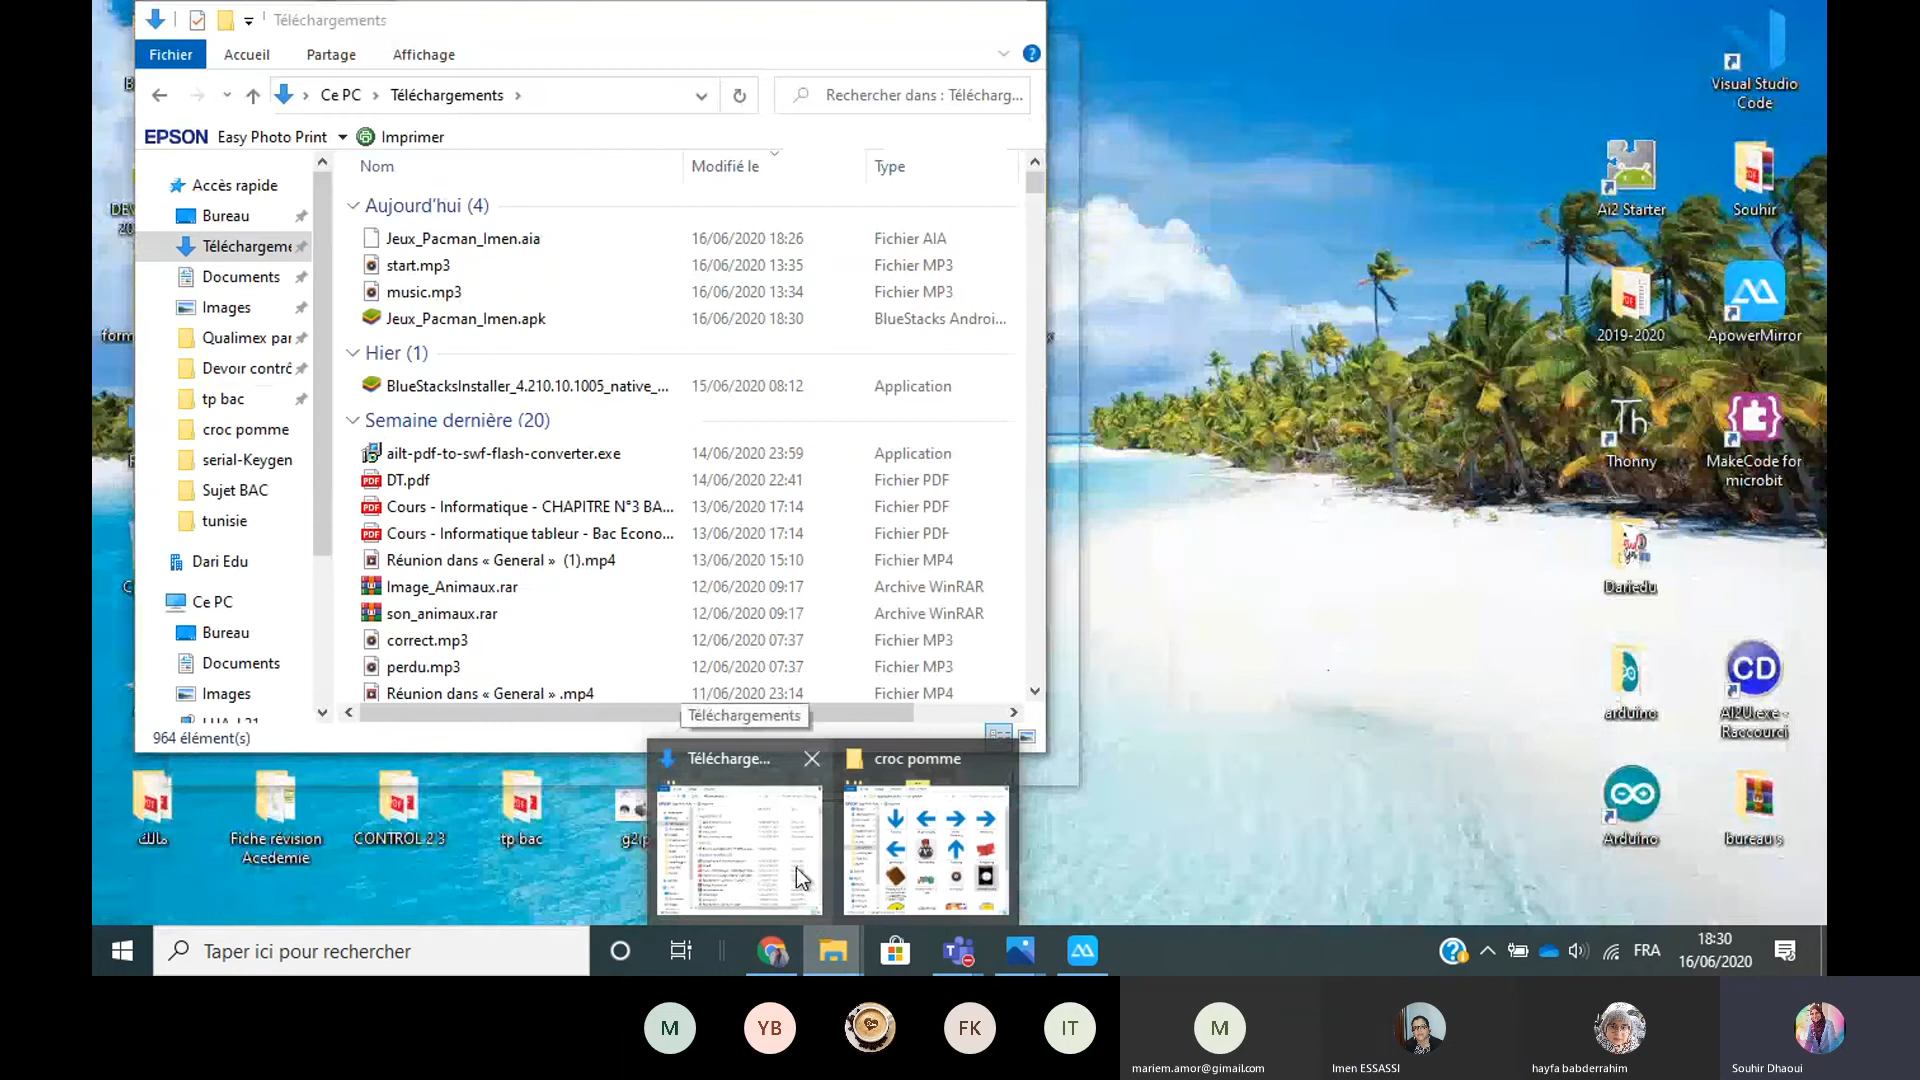 Téléchargements
Fichier Accueil Partage Affichage
Ce PC Téléchargements
Rechercher dans : Télécharg...
EPSON Easy Photo Print Imprimer
Accès rapide
Bureau
Téléchargeme
Documents
Images
Qualimex par
Devoir contrô
tp bac
croc pomme
serial-Keygen
Sujet BAC
tunisie
Dari Edu
Ce PC
Bureau
Documents
Images
Nom Modifié le Type
Aujourd'hui (4)
Jeux_Pacman_Imen.aia 16/06/2020 18:26 Fichier AIA
start.mp3 16/06/2020 13:35 Fichier MP3
music.mp3 16/06/2020 13:34 Fichier MP3
Jeux_Pacman_Imen.apk 16/06/2020 18:30 BlueStacks Androi...
Hier (1)
BlueStacksInstaller_4.210.10.1005_native_... 15/06/2020 08:12 Application
Semaine dernière (20)
ailt-pdf-to-swf-flash-converter.exe 14/06/2020 23:59 Application
DT.pdf 14/06/2020 22:41 Fichier PDF
Cours - Informatique - CHAPITRE N°3 BA... 13/06/2020 17:14 Fichier PDF
Cours - Informatique tableur - Bac Econo... 13/06/2020 17:14 Fichier PDF
Réunion dans « General » (1).mp4 13/06/2020 15:10 Fichier MP4
Image_Animaux.rar 12/06/2020 09:17 Archive WinRAR
son_animaux.rar 12/06/2020 09:17 Archive WinRAR
correct.mp3 12/06/2020 07:37 Fichier MP3
perdu.mp3 12/06/2020 07:37 Fichier MP3
Réunion dans « General » .mp4 11/06/2020 23:14 Fichier MP4
Téléchargements
964 élément(s)
Télécharge...
croc pomme
Visual Studio
Code
AI2 Starter
Souhir
2019-2020
ApowerMirror
Th
Thonny
MakeCode for
microbit
Dariedu
arduino
CD
AI2U.exe -
Raccourci
Arduino
bureau s
مالك
Fiche révision
Acedemie
CONTROL 2 3
tp bac
Taper ici pour rechercher
FRA
18:30
16/06/2020
M
YB
FK
IT
M
mariem.amor@gimail.com
Imen ESSASSI
hayfa babderrahim
Souhir Dhaoui